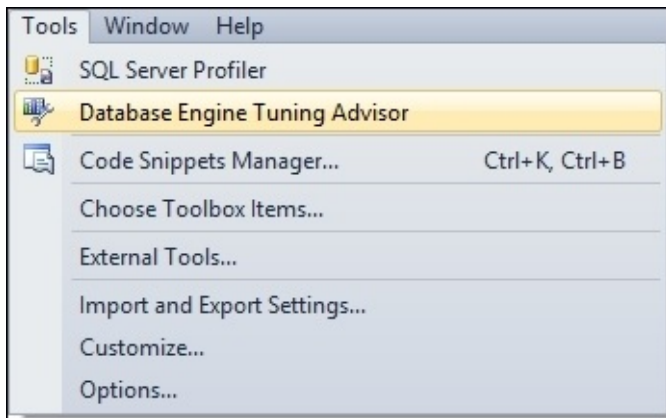 Tools Window Help
SQL Server Profiler
Database Engine Tuning Advisor
Code Snippets Manager... Ctrl+K, Ctrl+B
Choose Toolbox Items...
External Tools...
Import and Export Settings...
Customize...
Options...